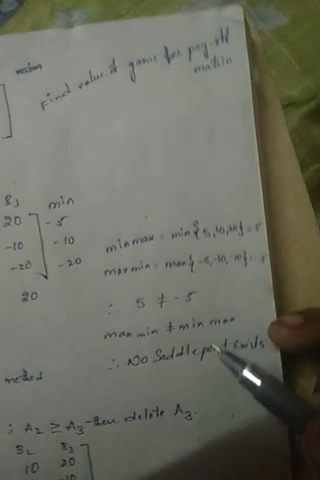 Find value of game for pay-off
matrix
B3 min
20 -5
-10 -10
-20 -20
20
min max = min{5,10,20} = 5
max min = max{-5,-10,-20} = -5
∴ 5 ≠ -5
max min ≠ min max
∴ No Saddle point Exists
method
; A2 ≥ A3 then delete A3.
B2 B3
10 20
-10